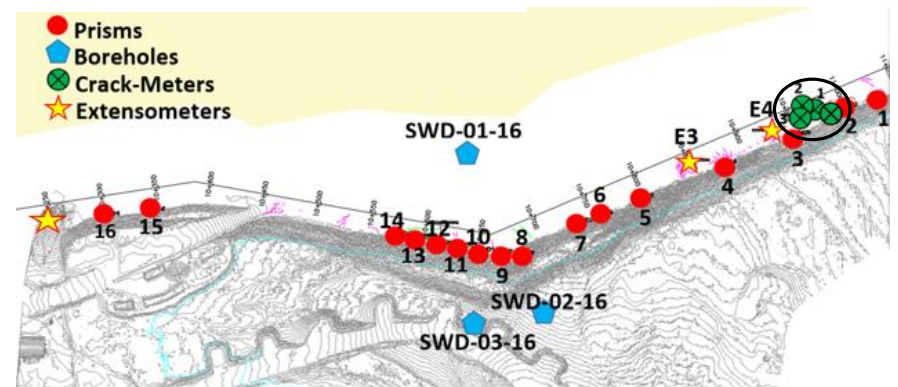 Prisms
Boreholes
Crack-Meters
Extensometers
SWD-01-16
E3
E4
2
1
3
2
1
3
4
5
6
7
8
9
10
11
12
13
14
15
16
SWD-02-16
SWD-03-16